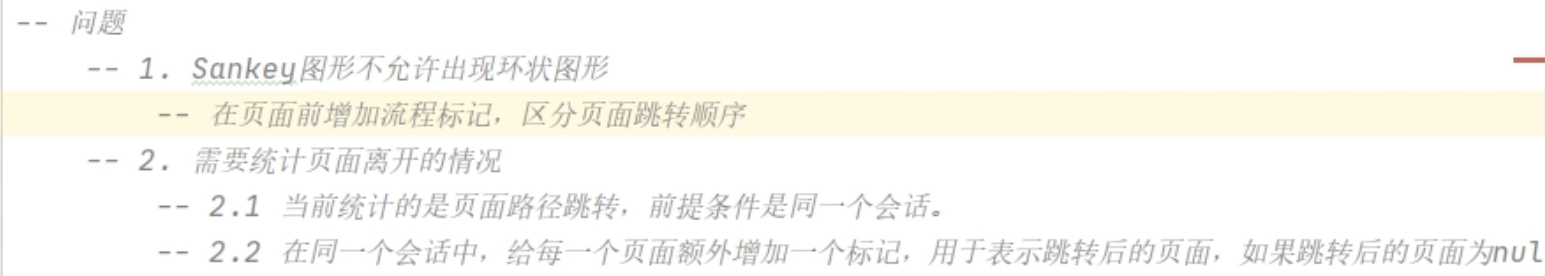 -- 问题
-- 1. Sankey图形不允许出现环状图形
-- 在页面前增加流程标记，区分页面跳转顺序
-- 2. 需要统计页面离开的情况
-- 2.1 当前统计的是页面路径跳转，前提条件是同一个会话。
-- 2.2 在同一个会话中，给每一个页面额外增加一个标记，用于表示跳转后的页面，如果跳转后的页面为nul